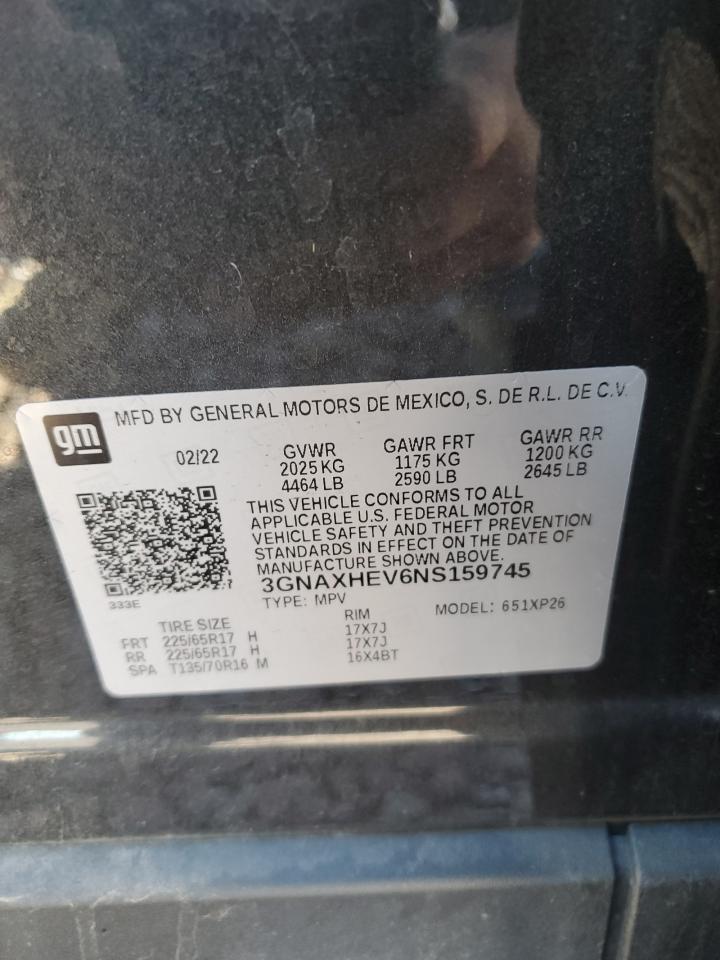 gm
MFD BY GENERAL MOTORS DE MEXICO, S. DE R.L. DE C.V.
02/22
GVWR
2025 KG
4464 LB
GAWR FRT
1175 KG
2590 LB
GAWR RR
1200 KG
2645 LB
THIS VEHICLE CONFORMS TO ALL
APPLICABLE U.S. FEDERAL MOTOR
VEHICLE SAFETY AND THEFT PREVENTION
STANDARDS IN EFFECT ON THE DATE OF
MANUFACTURE SHOWN ABOVE.
3GNAXHEV6NS159745
333E
TYPE: MPV
MODEL: 651XP26
TIRE SIZE RIM
FRT 225/65R17 H 17X7J
RR 225/65R17 H 17X7J
SPA T135/70R16 M 16X4BT